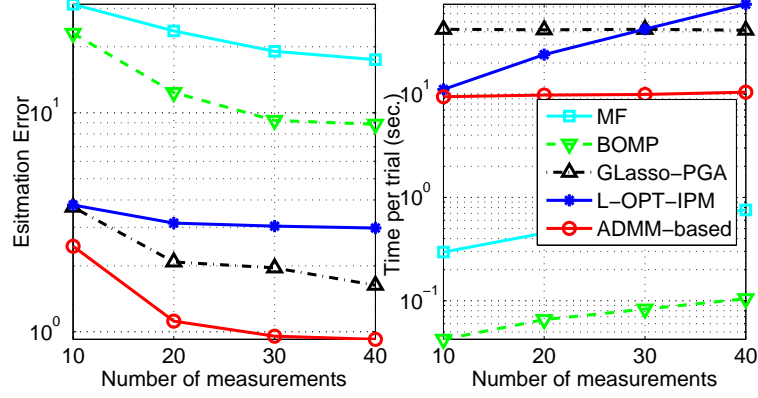 Esitmation Error
10^1
10^0
10 20 30 40
Number of measurements
Time per trial (sec.)
10^1
10^0
10^-1
10 20 30 40
Number of measurements
MF
BOMP
GLasso-PGA
L-OPT-IPM
ADMM-based